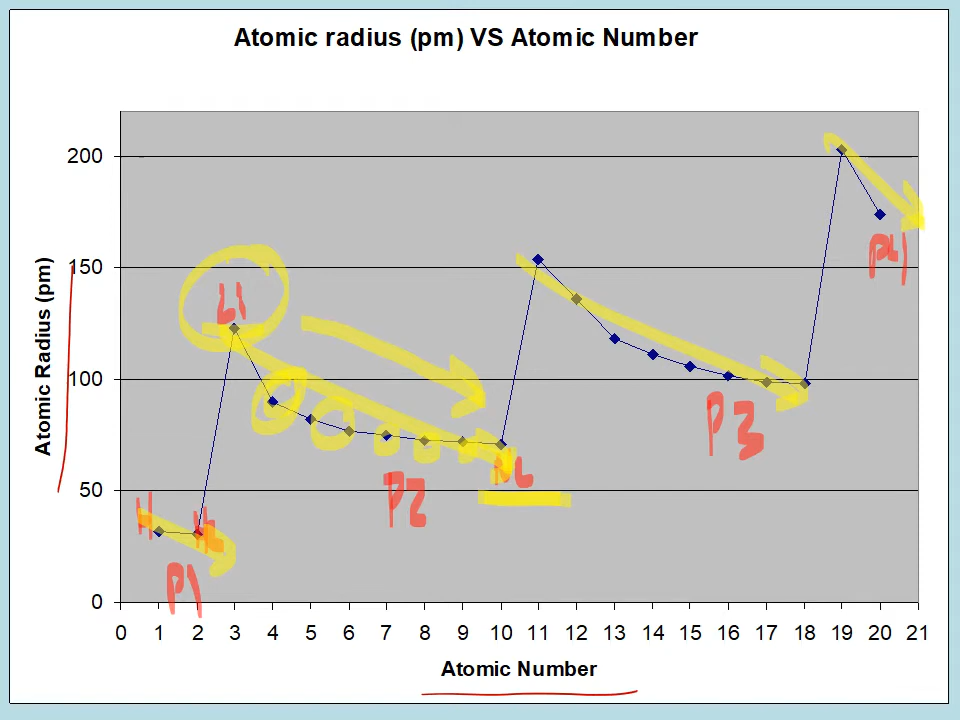 Atomic radius (pm) VS Atomic Number
Atomic Radius (pm)
200
150
100
50
0
Li
H
P1
P2
P3
P4
0 1 2 3 4 5 6 7 8 9 10 11 12 13 14 15 16 17 18 19 20 21
Atomic Number